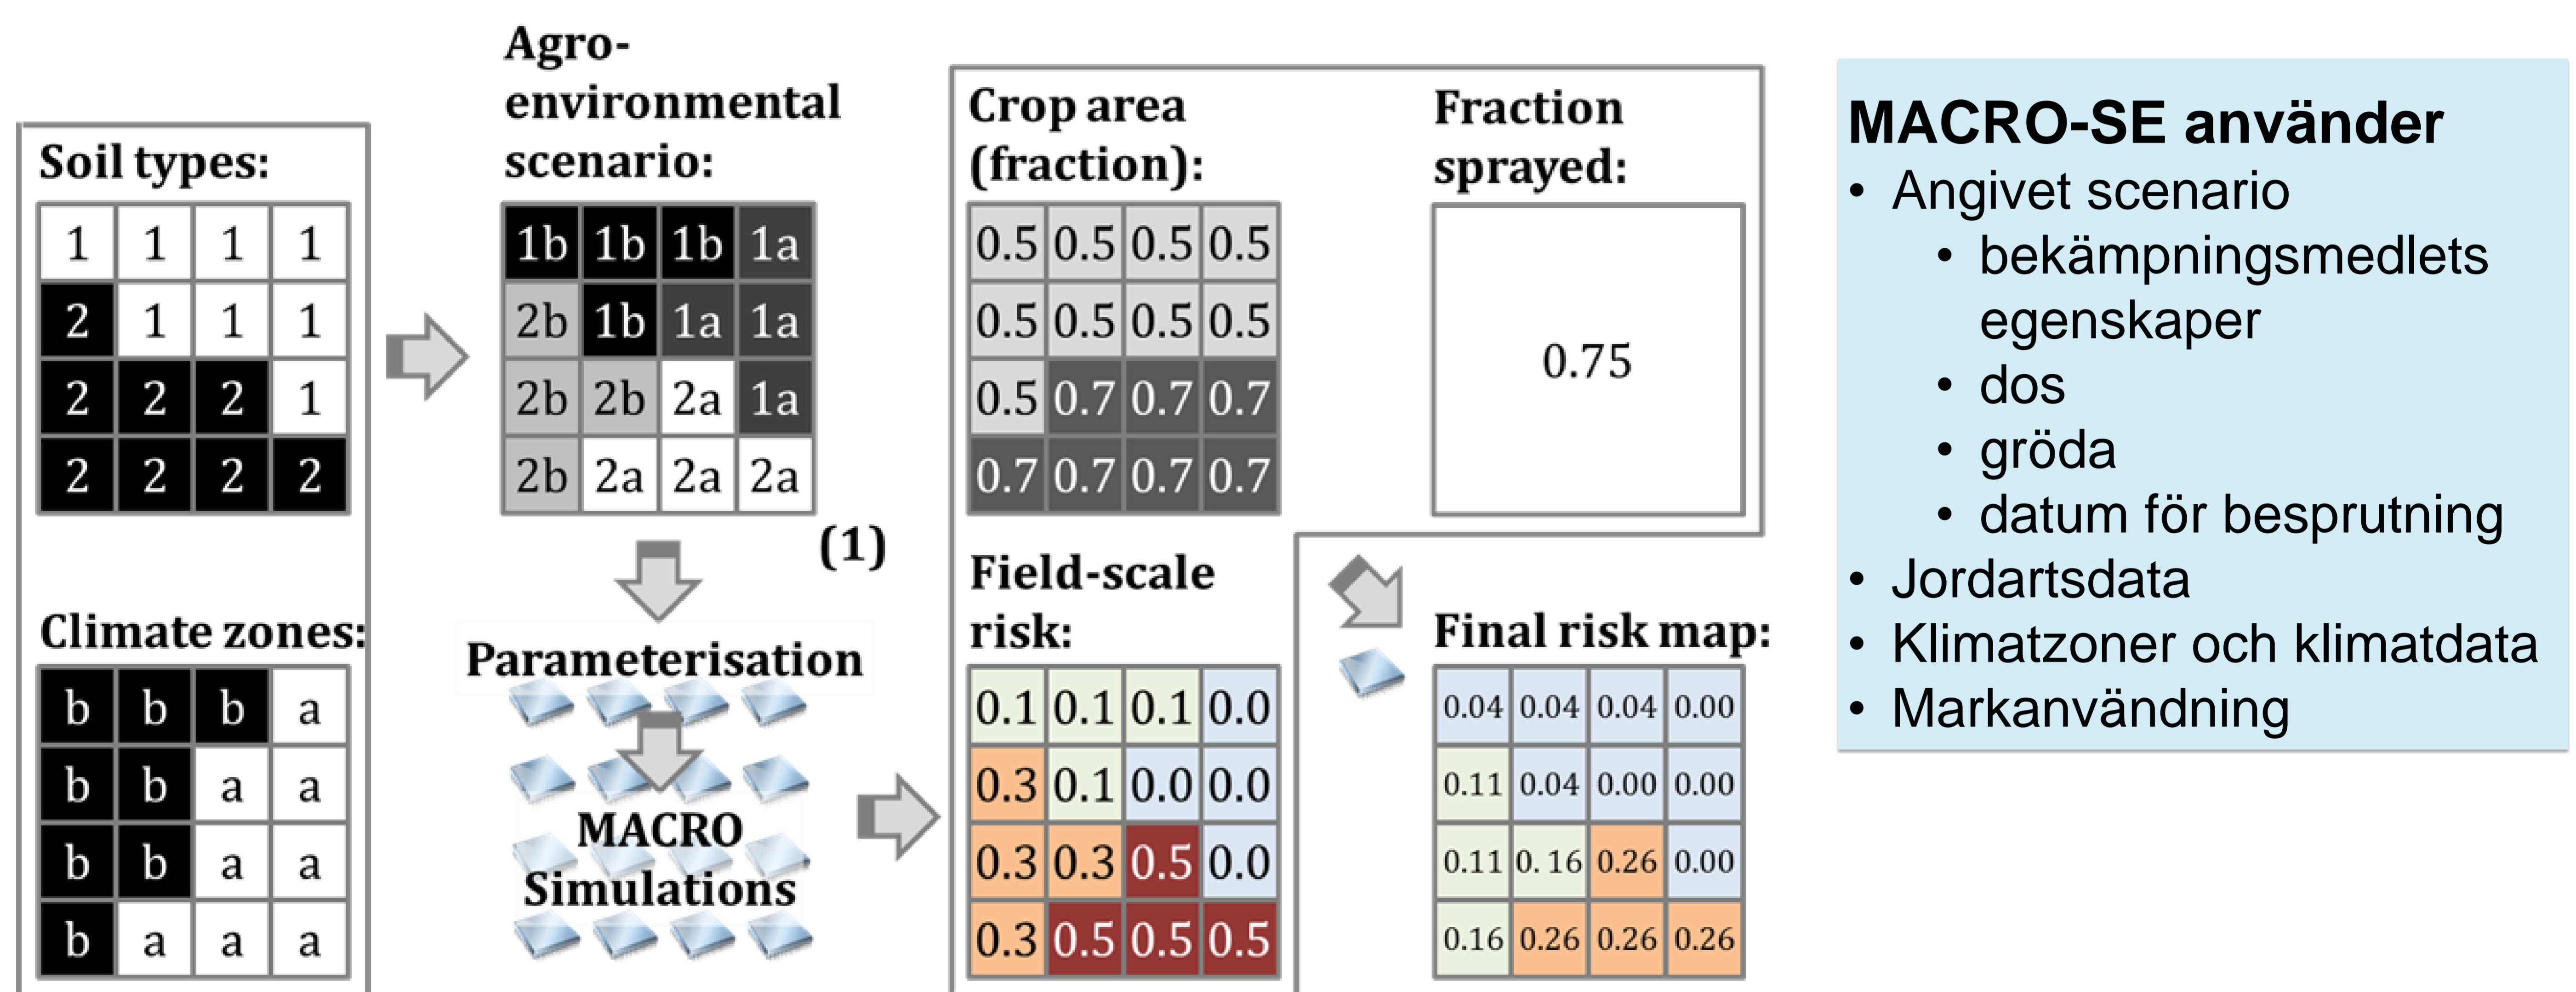 Soil types:
1 1 1 1
2 1 1 1
2 2 2 1
2 2 2 2
Climate zones:
b b b a
b b a a
b b a a
b a a a
Agro-
environmental
scenario:
1b 1b 1b 1a
2b 1b 1a 1a
2b 2b 2a 1a
2b 2a 2a 2a
(1)
Parameterisation
MACRO
Simulations
Crop area
(fraction):
0.5 0.5 0.5 0.5
0.5 0.5 0.5 0.5
0.5 0.7 0.7 0.7
0.7 0.7 0.7 0.7
Fraction
sprayed:
0.75
Field-scale
risk:
0.1 0.1 0.1 0.0
0.3 0.1 0.0 0.0
0.3 0.3 0.5 0.0
0.3 0.5 0.5 0.5
Final risk map:
0.04 0.04 0.04 0.00
0.11 0.04 0.00 0.00
0.11 0. 16 0.26 0.00
0.16 0.26 0.26 0.26
MACRO-SE använder
• Angivet scenario
• bekämpningsmedlets
egenskaper
• dos
• gröda
• datum för besprutning
• Jordartsdata
• Klimatzoner och klimatdata
• Markanvändning